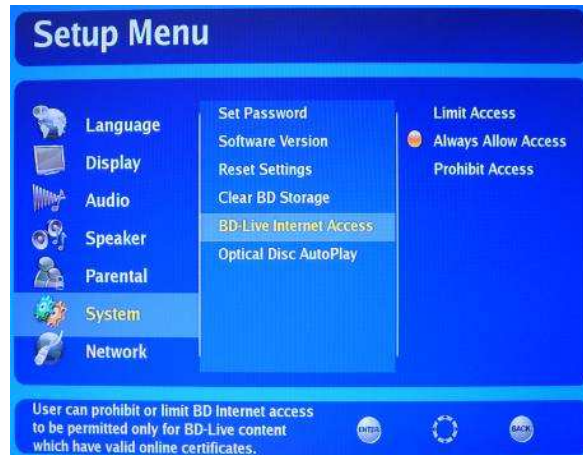 Setup Menu
Language
Display
Audio
Speaker
Parental
System
Network
Set Password
Software Version
Reset Settings
Clear BD Storage
BD-Live Internet Access
Optical Disc AutoPlay
Limit Access
Always Allow Access
Prohibit Access
User can prohibit or limit BD Internet access
to be permitted only for BD-Live content
which have valid online certificates.
ENTER
BACK